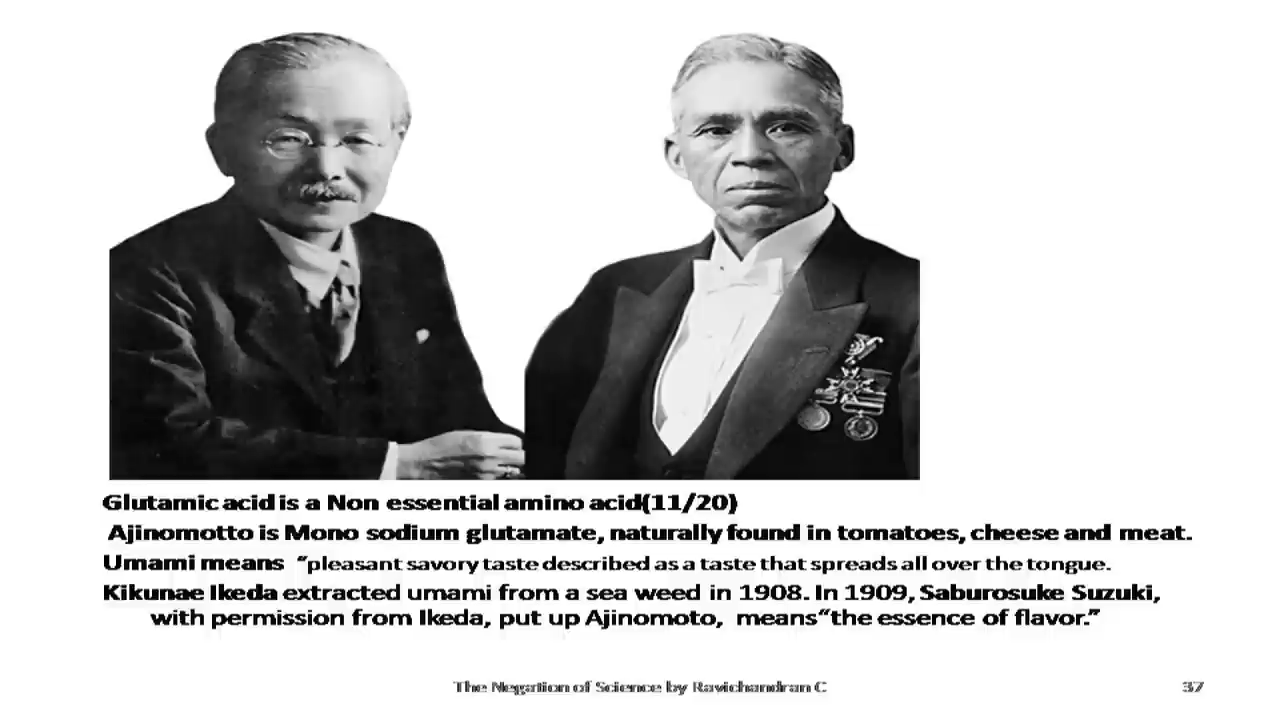 Glutamic acid is a Non essential amino acid(11/20)
Ajinomotto is Mono sodium glutamate, naturally found in tomatoes, cheese and meat.
Umami means “pleasant savory taste described as a taste that spreads all over the tongue.
Kikunae Ikeda extracted umami from a sea weed in 1908. In 1909, Saburosuke Suzuki,
with permission from Ikeda, put up Ajinomoto, means“the essence of flavor.”
The Negation of Science by Ravichandran C
37